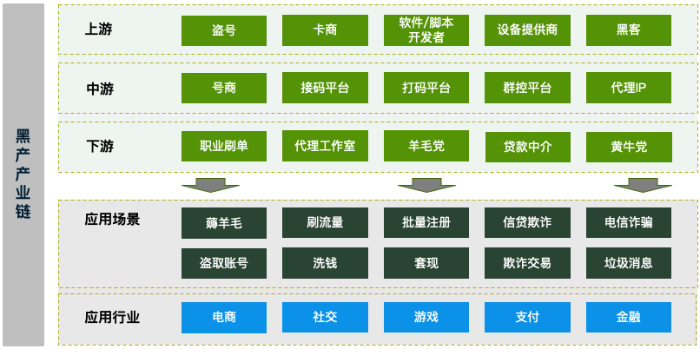 黑产产业链
上游
盗号
卡商
软件/脚本
开发者
设备提供商
黑客
中游
号商
接码平台
打码平台
群控平台
代理IP
下游
职业刷单
代理工作室
羊毛党
贷款中介
黄牛党
应用场景
薅羊毛
刷流量
批量注册
信贷欺诈
电信诈骗
盗取账号
洗钱
套现
欺诈交易
垃圾消息
应用行业
电商
社交
游戏
支付
金融